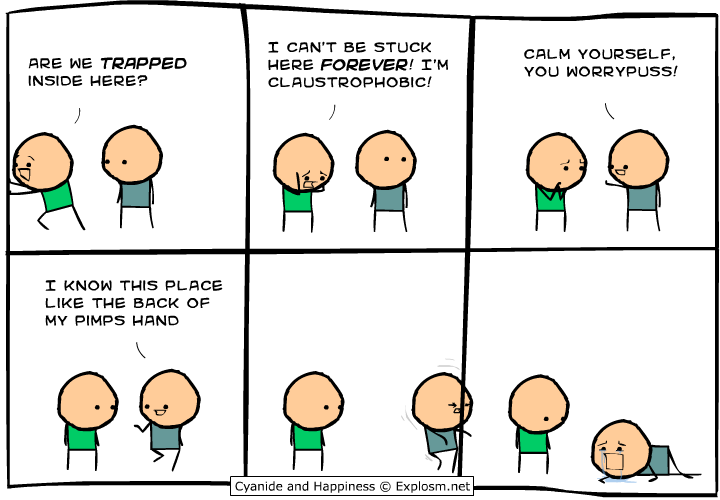 ARE WE TRAPPED
INSIDE HERE?
I CAN'T BE STUCK
HERE FOREVER! I'M
CLAUSTROPHOBIC!
CALM YOURSELF,
YOU WORRYPUSS!
I KNOW THIS PLACE
LIKE THE BACK OF
MY PIMPS HAND
Cyanide and Happiness © Explosm.net